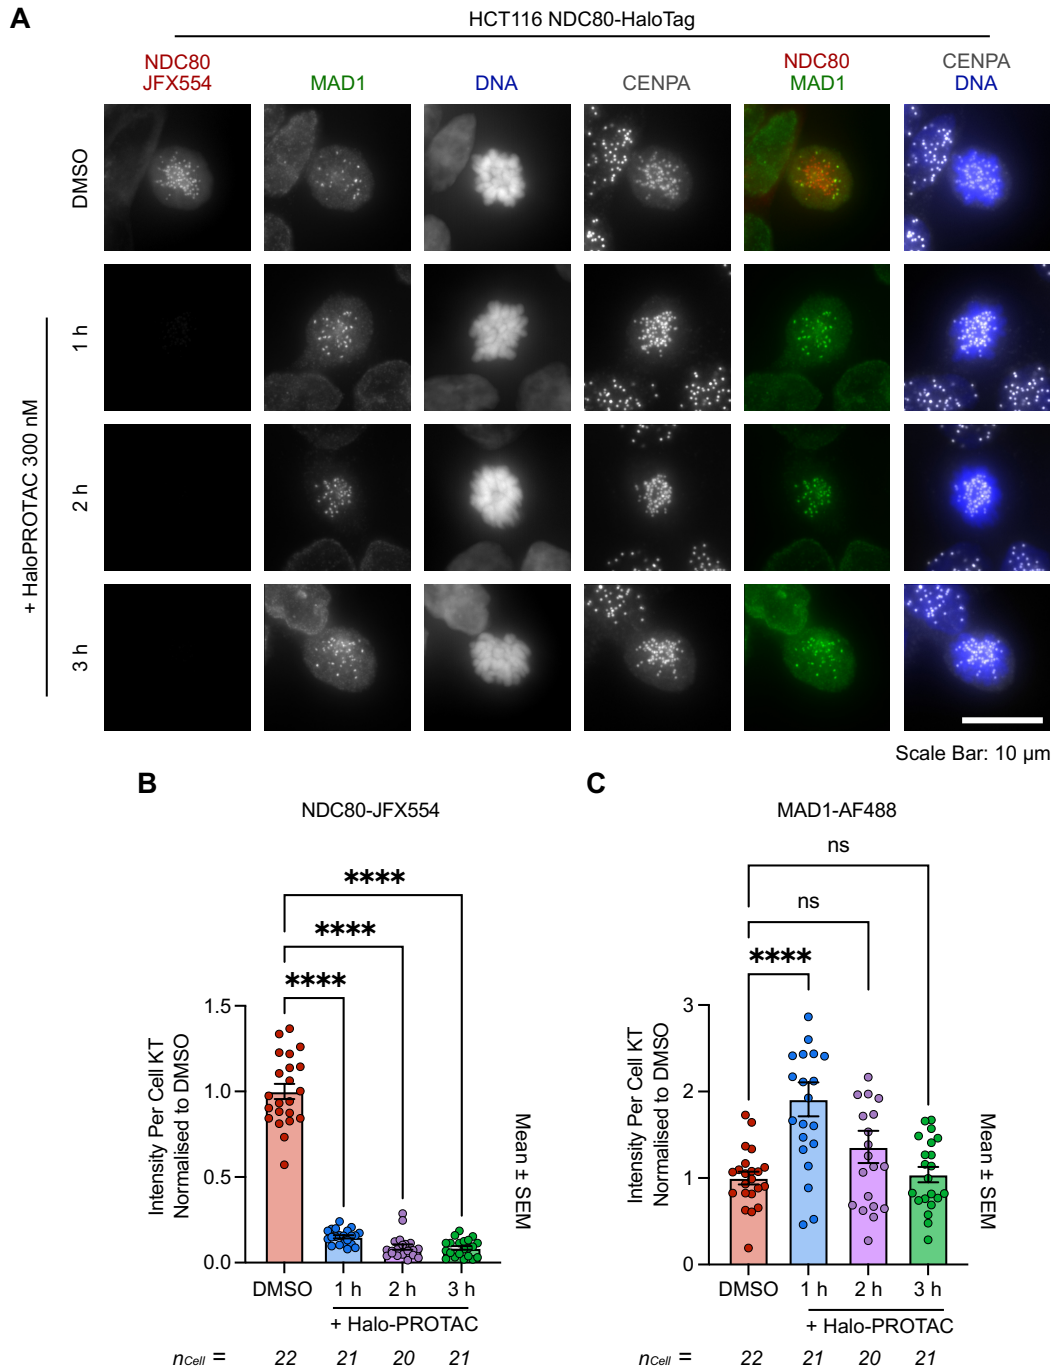 A
HCT116 NDC80-HaloTag
NDC80
JFX554
MAD1
DNA
CENPA
NDC80
MAD1
CENPA
DNA
DMSO
+ HaloPROTAC 300 nM
1 h
2 h
3 h
Scale Bar: 10 µm
B
NDC80-JFX554
****
****
****
Intensity Per Cell KT
Normalised to DMSO
1.5
1.0
0.5
0.0
Mean ± SEM
DMSO
1 h
2 h
3 h
+ Halo-PROTAC
nCell =
22
21
20
21
C
MAD1-AF488
ns
ns
****
Intensity Per Cell KT
Normalised to DMSO
3
2
1
0
Mean ± SEM
DMSO
1 h
2 h
3 h
+ Halo-PROTAC
nCell =
22
21
20
21